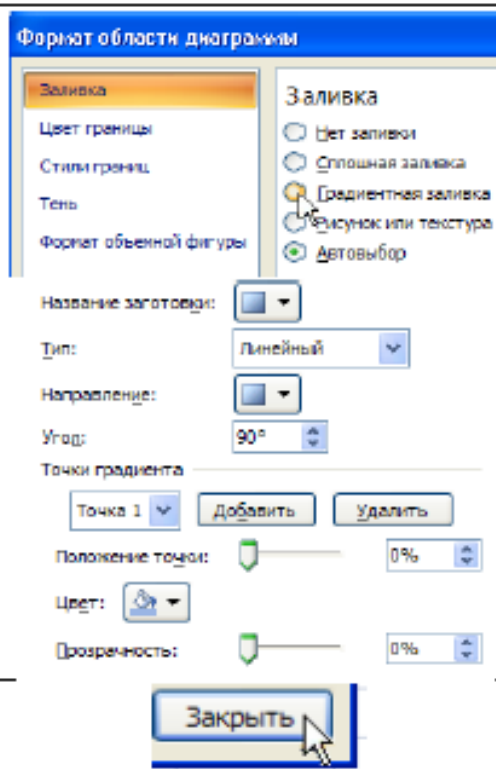 Формат области диаграммы
Заливка
Цвет границы
Стили границ
Тень
Формат объемной фигуры
Заливка
Нет заливки
Сплошная заливка
Градиентная заливка
Рисунок или текстура
Автовыбор
Название заготовки:
Тип: Линейный
Направление:
Угол: 90°
Точки градиента
Точка 1 Добавить Удалить
Положение точки: 0%
Цвет:
Прозрачность: 0%
Закрыть